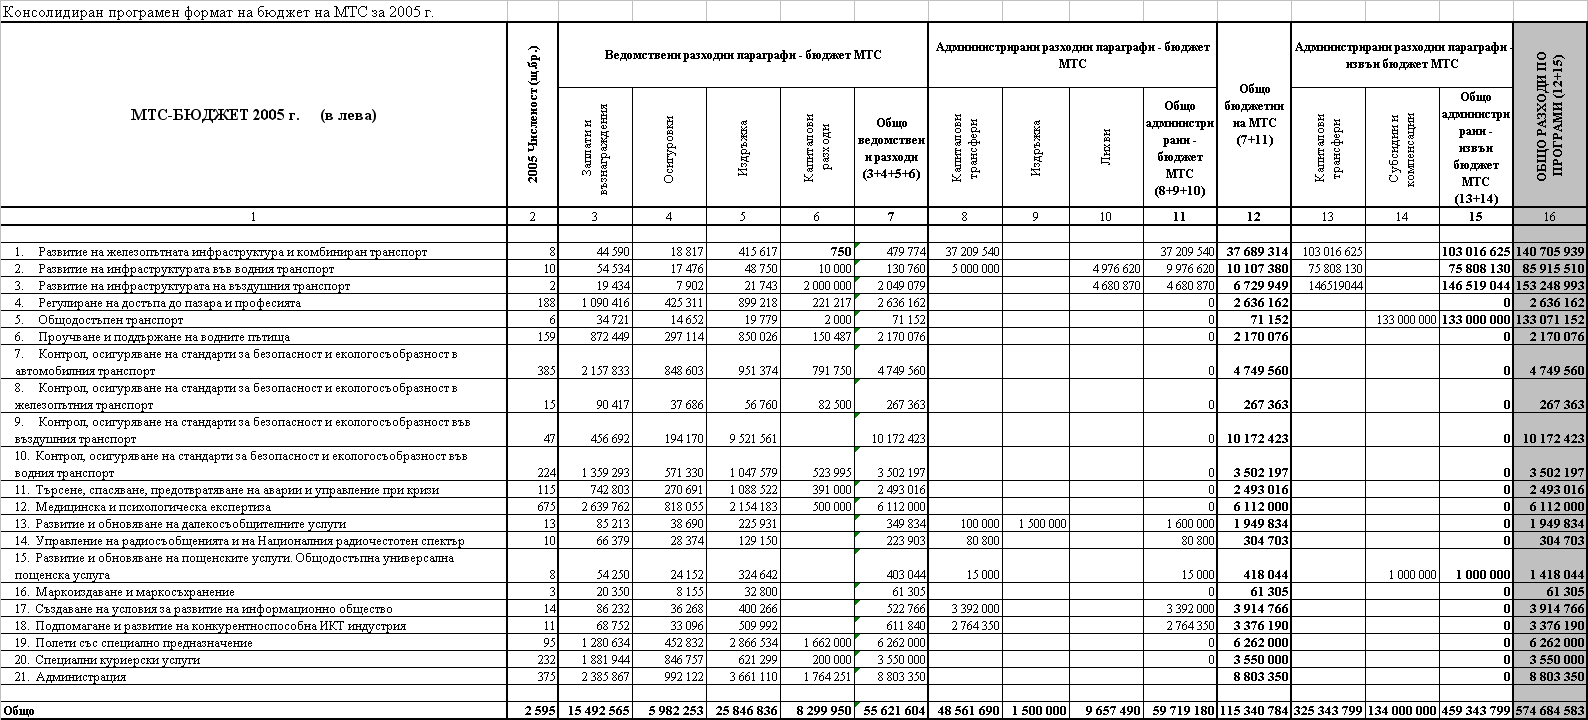 Консолидиран програмен формат на бюджет на МТС за 2005 г.
МТС-БЮДЖЕТ 2005 г. (в лева)
2005 Численост (щ.бр.)
Ведомствени разходни параграфи - бюджет МТС
Администрирани разходни параграфи - бюджет МТС
Общо бюджетни на МТС (7+11)
Администрирани разходни параграфи - извън бюджет МТС
ОБЩО РАЗХОДИ ПО ПРОГРАМИ (12+15)
Заплати и възнаграждения
Осигуровки
Издръжка
Капиталови разходи
Общо ведомствени разходи (3+4+5+6)
Капиталови трансфери
Издръжка
Лихви
Общо администрирани - бюджет МТС (8+9+10)
Капиталови трансфери
Субсидии и компенсации
Общо администрирани - извън бюджет МТС (13+14)
1 2 3 4 5 6 7 8 9 10 11 12 13 14 15 16
1. Развитие на железопътната инфраструктура и комбиниран транспорт 8 44 590 18 817 415 617 750 479 774 37 209 540 37 209 540 37 689 314 103 016 625 103 016 625 140 705 939
2. Развитие на инфраструктурата във водния транспорт 10 54 534 17 476 48 750 10 000 130 760 5 000 000 4 976 620 9 976 620 10 107 380 75 808 130 75 808 130 85 915 510
3. Развитие на инфраструктурата на въздушния транспорт 2 19 434 7 902 21 743 2 000 000 2 049 079 4 680 870 4 680 870 6 729 949 146519044 146 519 044 153 248 993
4. Регулиране на достъпа до пазара и професията 188 1 090 416 425 311 899 218 221 217 2 636 162 0 2 636 162 0 2 636 162
5. Общодостъпен транспорт 6 34 721 14 652 19 779 2 000 71 152 0 71 152 133 000 000 133 000 000 133 071 152
6. Проучване и поддържане на водните пътища 159 872 449 297 114 850 026 150 487 2 170 076 0 2 170 076 0 2 170 076
7. Контрол, осигуряване на стандарти за безопасност и екологосъобразност в
автомобилния транспорт 385 2 157 833 848 603 951 374 791 750 4 749 560 0 4 749 560 0 4 749 560
8. Контрол, осигуряване на стандарти за безопасност и екологосъобразност в
железопътния транспорт 15 90 417 37 686 56 760 82 500 267 363 0 267 363 0 267 363
9. Контрол, осигуряване на стандарти за безопасност и екологосъобразност във
въздушния транспорт 47 456 692 194 170 9 521 561 10 172 423 0 10 172 423 0 10 172 423
10. Контрол, осигуряване на стандарти за безопасност и екологосъобразност във
водния транспорт 224 1 359 293 571 330 1 047 579 523 995 3 502 197 0 3 502 197 0 3 502 197
11. Търсене, спасяване, предотвратяване на аварии и управление при кризи 115 742 803 270 691 1 088 522 391 000 2 493 016 0 2 493 016 0 2 493 016
12. Медицинска и психологическа експертиза 675 2 639 762 818 055 2 154 183 500 000 6 112 000 0 6 112 000 0 6 112 000
13. Развитие и обновяване на далекосъобщителните услуги 13 85 213 38 690 225 931 349 834 100 000 1 500 000 1 600 000 1 949 834 0 1 949 834
14. Управление на радиосъобщенията и на Националния радиочестотен спектър 10 66 379 28 374 129 150 223 903 80 800 80 800 304 703 0 304 703
15. Развитие и обновяване на пощенските услуги. Общодостъпна универсална
пощенска услуга 8 54 250 24 152 324 642 403 044 15 000 15 000 418 044 1 000 000 1 000 000 1 418 044
16. Маркоиздаване и маркосъхранение 3 20 350 8 155 32 800 61 305 0 61 305 0 61 305
17. Създаване на условия за развитие на информационно общество 14 86 232 36 268 400 266 522 766 3 392 000 3 392 000 3 914 766 0 3 914 766
18. Подпомагане и развитие на конкурентноспособна ИКТ индустрия 11 68 752 33 096 509 992 611 840 2 764 350 2 764 350 3 376 190 0 3 376 190
19. Полети със специално предназначение 95 1 280 634 452 832 2 866 534 1 662 000 6 262 000 0 6 262 000 0 6 262 000
20. Специални куриерски услуги 232 1 881 944 846 757 621 299 200 000 3 550 000 0 3 550 000 0 3 550 000
21. Администрация 375 2 385 867 992 122 3 661 110 1 764 251 8 803 350 8 803 350 0 8 803 350
Общо 2 595 15 492 565 5 982 253 25 846 836 8 299 950 55 621 604 48 561 690 1 500 000 9 657 490 59 719 180 115 340 784 325 343 799 134 000 000 459 343 799 574 684 583